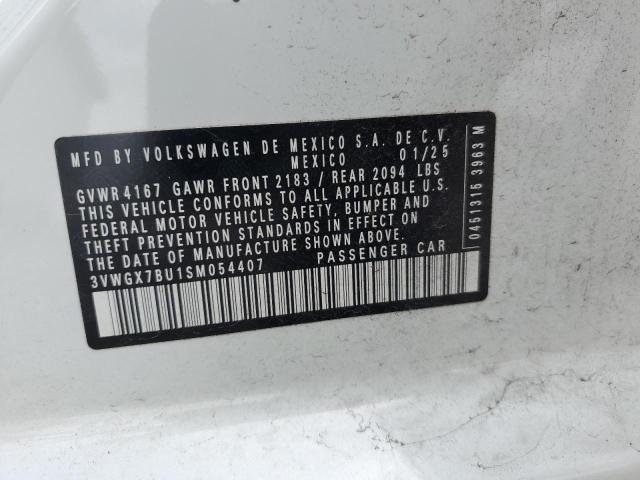 MFD BY VOLKSWAGEN DE MEXICO S.A. DE C.V.
MEXICO 01/25
GVWR 4167 GAWR FRONT 2183 / REAR 2094 LBS
THIS VEHICLE CONFORMS TO ALL APPLICABLE U.S.
FEDERAL MOTOR VEHICLE SAFETY, BUMPER AND
THEFT PREVENTION STANDARDS IN EFFECT ON
THE DATE OF MANUFACTURE SHOWN ABOVE.
3VWGX7BU1SM054407 PASSENGER CAR
0451315 3963 M